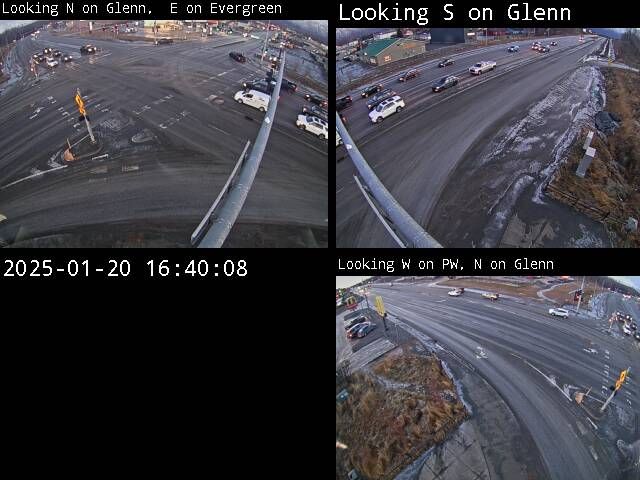 Looking N on Glenn,  E on Evergreen
Looking S on Glenn
2025-01-20 16:40:08
Looking W on PW, N on Glenn